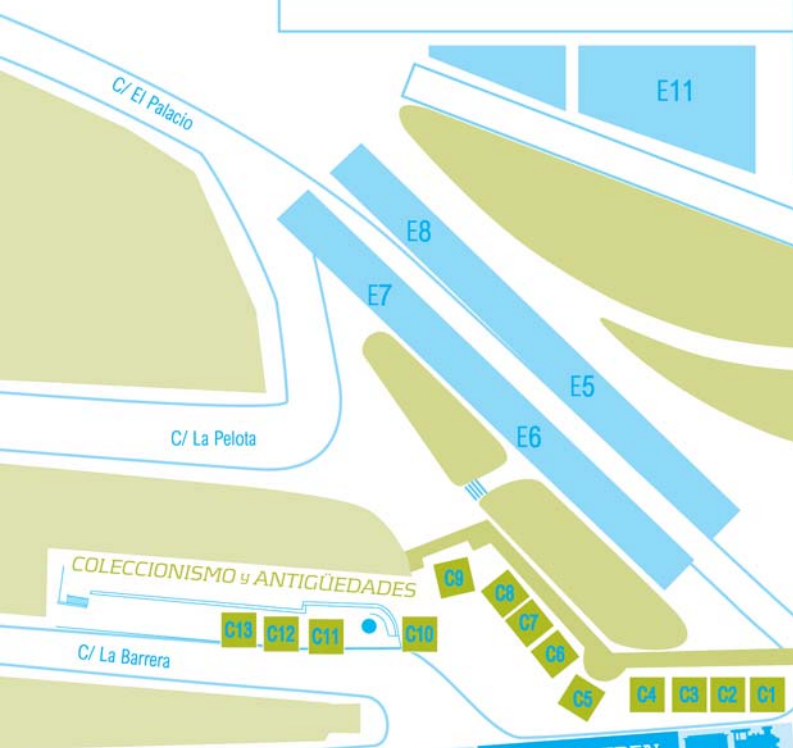 C/ El Palacio
E11
E8
E7
E5
E6
C/ La Pelota
COLECCIONISMO y ANTIGÜEDADES
C9
C8
C7
C6
C5
C13
C12
C11
C10
C/ La Barrera
C4
C3
C2
C1